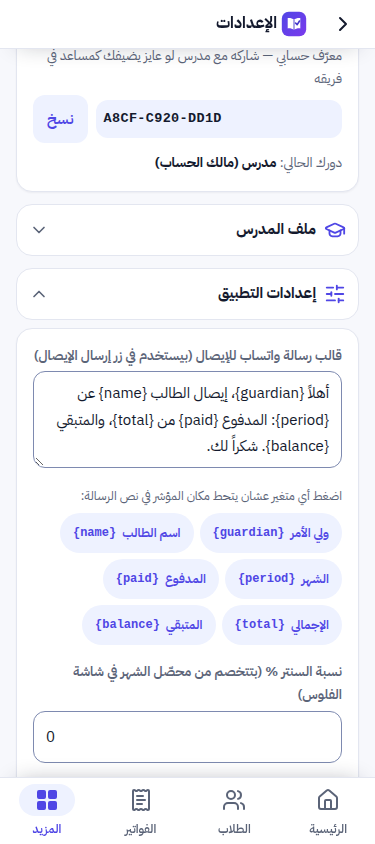 الإعدادات
معرّف حسابي — شاركه مع مدرس لو عايز يضيفك كمساعد في
فريقه
A8CF-C920-DD1D
نسخ
دورك الحالي: مدرس (مالك الحساب)
ملف المدرس
إعدادات التطبيق
قالب رسالة واتساب للإيصال (بيستخدم في زر إرسال الإيصال)
أهلاً {guardian}، إيصال الطالب {name} عن
{period}: المدفوع {paid} من {total}، والمتبقي
{balance}. شكراً لك.
اضغط أي متغير عشان يتحط مكان المؤشر في نص الرسالة:
ولي الأمر {guardian}
اسم الطالب {name}
الشهر {period}
المدفوع {paid}
الإجمالي {total}
المتبقي {balance}
نسبة السنتر % (بتتخصم من محصّل الشهر في شاشة
الفلوس)
0
الرئيسية
الطلاب
الفواتير
المزيد